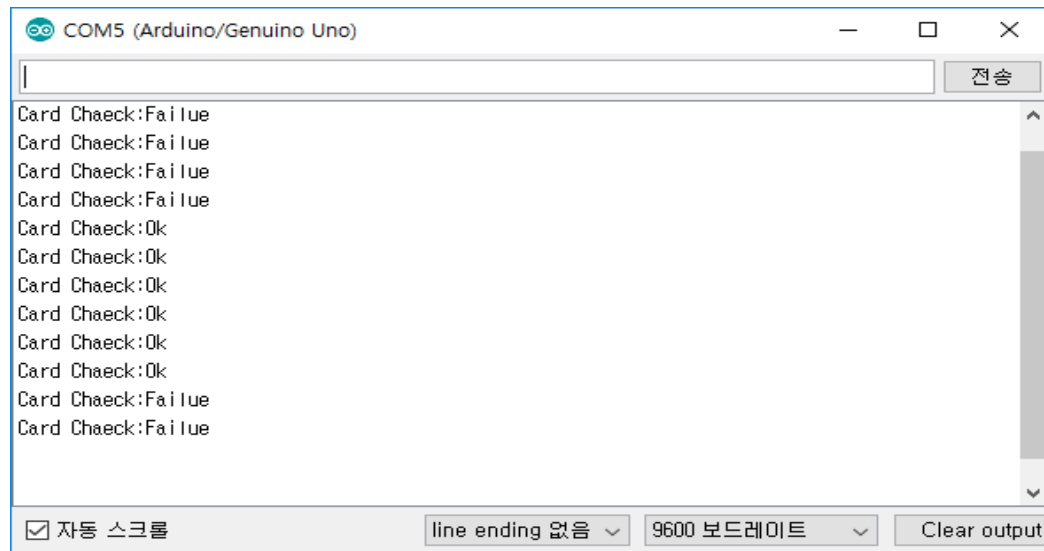 COM5 (Arduino/Genuino Uno)
전송
Card Chaeck:Failue
Card Chaeck:Failue
Card Chaeck:Failue
Card Chaeck:Failue
Card Chaeck:Ok
Card Chaeck:Ok
Card Chaeck:Ok
Card Chaeck:Ok
Card Chaeck:Ok
Card Chaeck:Ok
Card Chaeck:Failue
Card Chaeck:Failue
자동 스크롤 line ending 없음 9600 보드레이트 Clear output